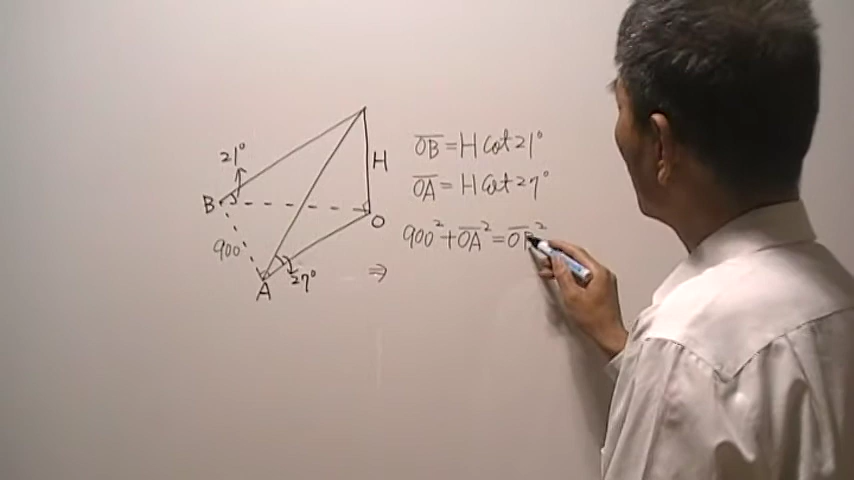 21°
B
900
A
27°
O
H
OB = H cot 21°
OA = H cot 27°
900² + OA² = OB²
⇒